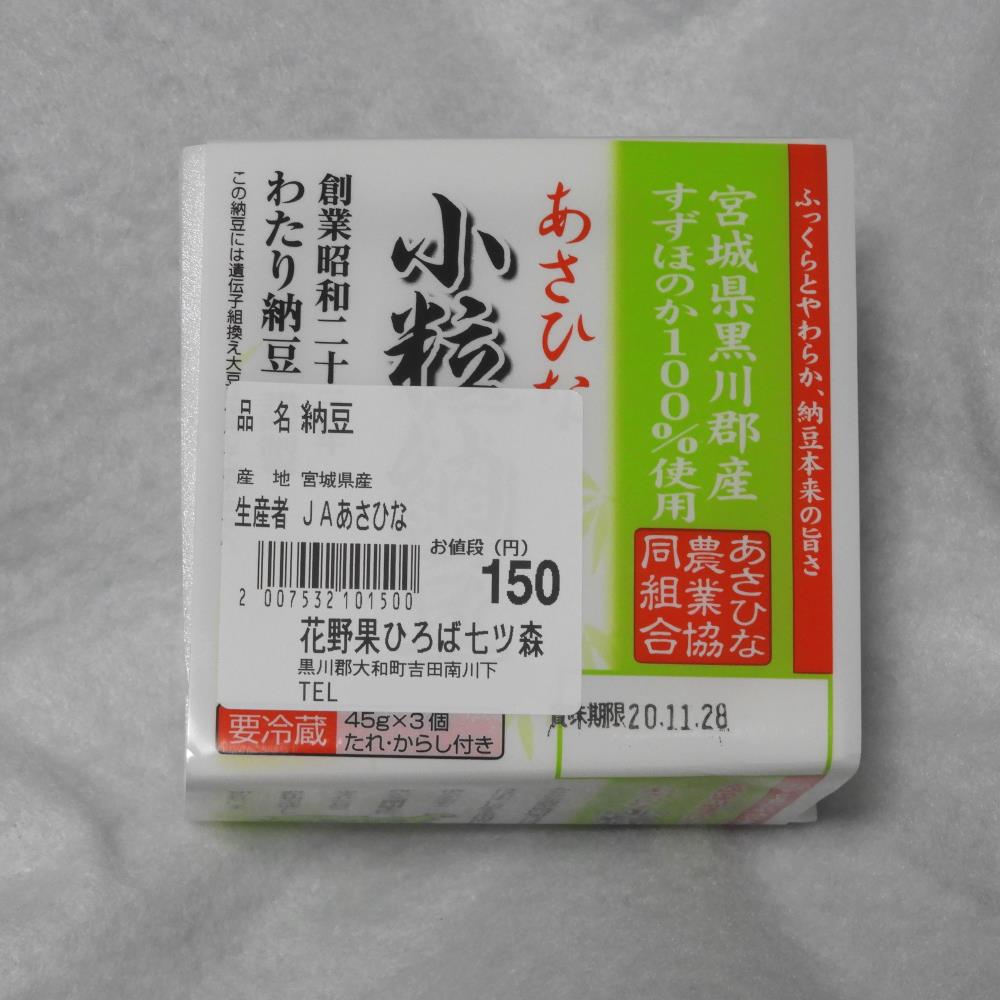 ふっくらとやわらか、納豆本来の旨さ
宮城県黒川郡産
すずほのか100%使用
あさひな
農業協
同組合
あさひ
小粒
創業昭和二十
わたり納豆
この納豆には遺伝子組換え大豆
品 名 納豆
産 地 宮城県産
生産者 JAあさひな
お値段(円)
150
2 007532 101500
花野果ひろば七ツ森
黒川郡大和町吉田南川下
TEL
要冷蔵
45g×3個
たれ・からし付き
賞味期限20.11.28